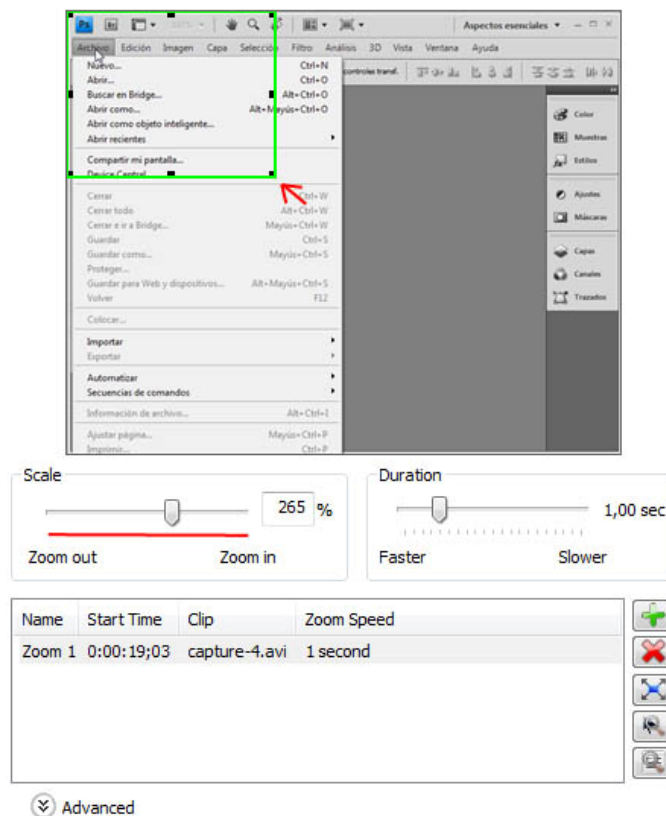 Ps Br Aspectos esenciales
Archivo Edición Imagen Capa Selección Filtro Análisis 3D Vista Ventana Ayuda
Nuevo... Ctrl+N
Abrir... Ctrl+O controles transf.
Buscar en Bridge... Alt+Ctrl+O
Abrir como... Alt+Mayús+Ctrl+O
Abrir como objeto inteligente...
Abrir recientes
Compartir mi pantalla...
Device Central...
Cerrar Ctrl+W
Cerrar todo Alt+Ctrl+W
Cerrar e ir a Bridge... Mayús+Ctrl+W
Guardar Ctrl+S
Guardar como... Mayús+Ctrl+S
Proteger...
Guardar para Web y dispositivos... Alt+Mayús+Ctrl+S
Volver F12
Colocar...
Importar
Exportar
Automatizar
Secuencias de comandos
Información de archivo... Alt+Ctrl+I
Ajustar página... Mayús+Ctrl+P
Imprimir... Ctrl+P
Color
Muestras
Estilos
Ajustes
Máscaras
Capas
Canales
Trazados
Scale
265 %
Zoom out Zoom in
Duration
1,00 sec
Faster Slower
Name Start Time Clip Zoom Speed
Zoom 1 0:00:19;03 capture-4.avi 1 second
Advanced